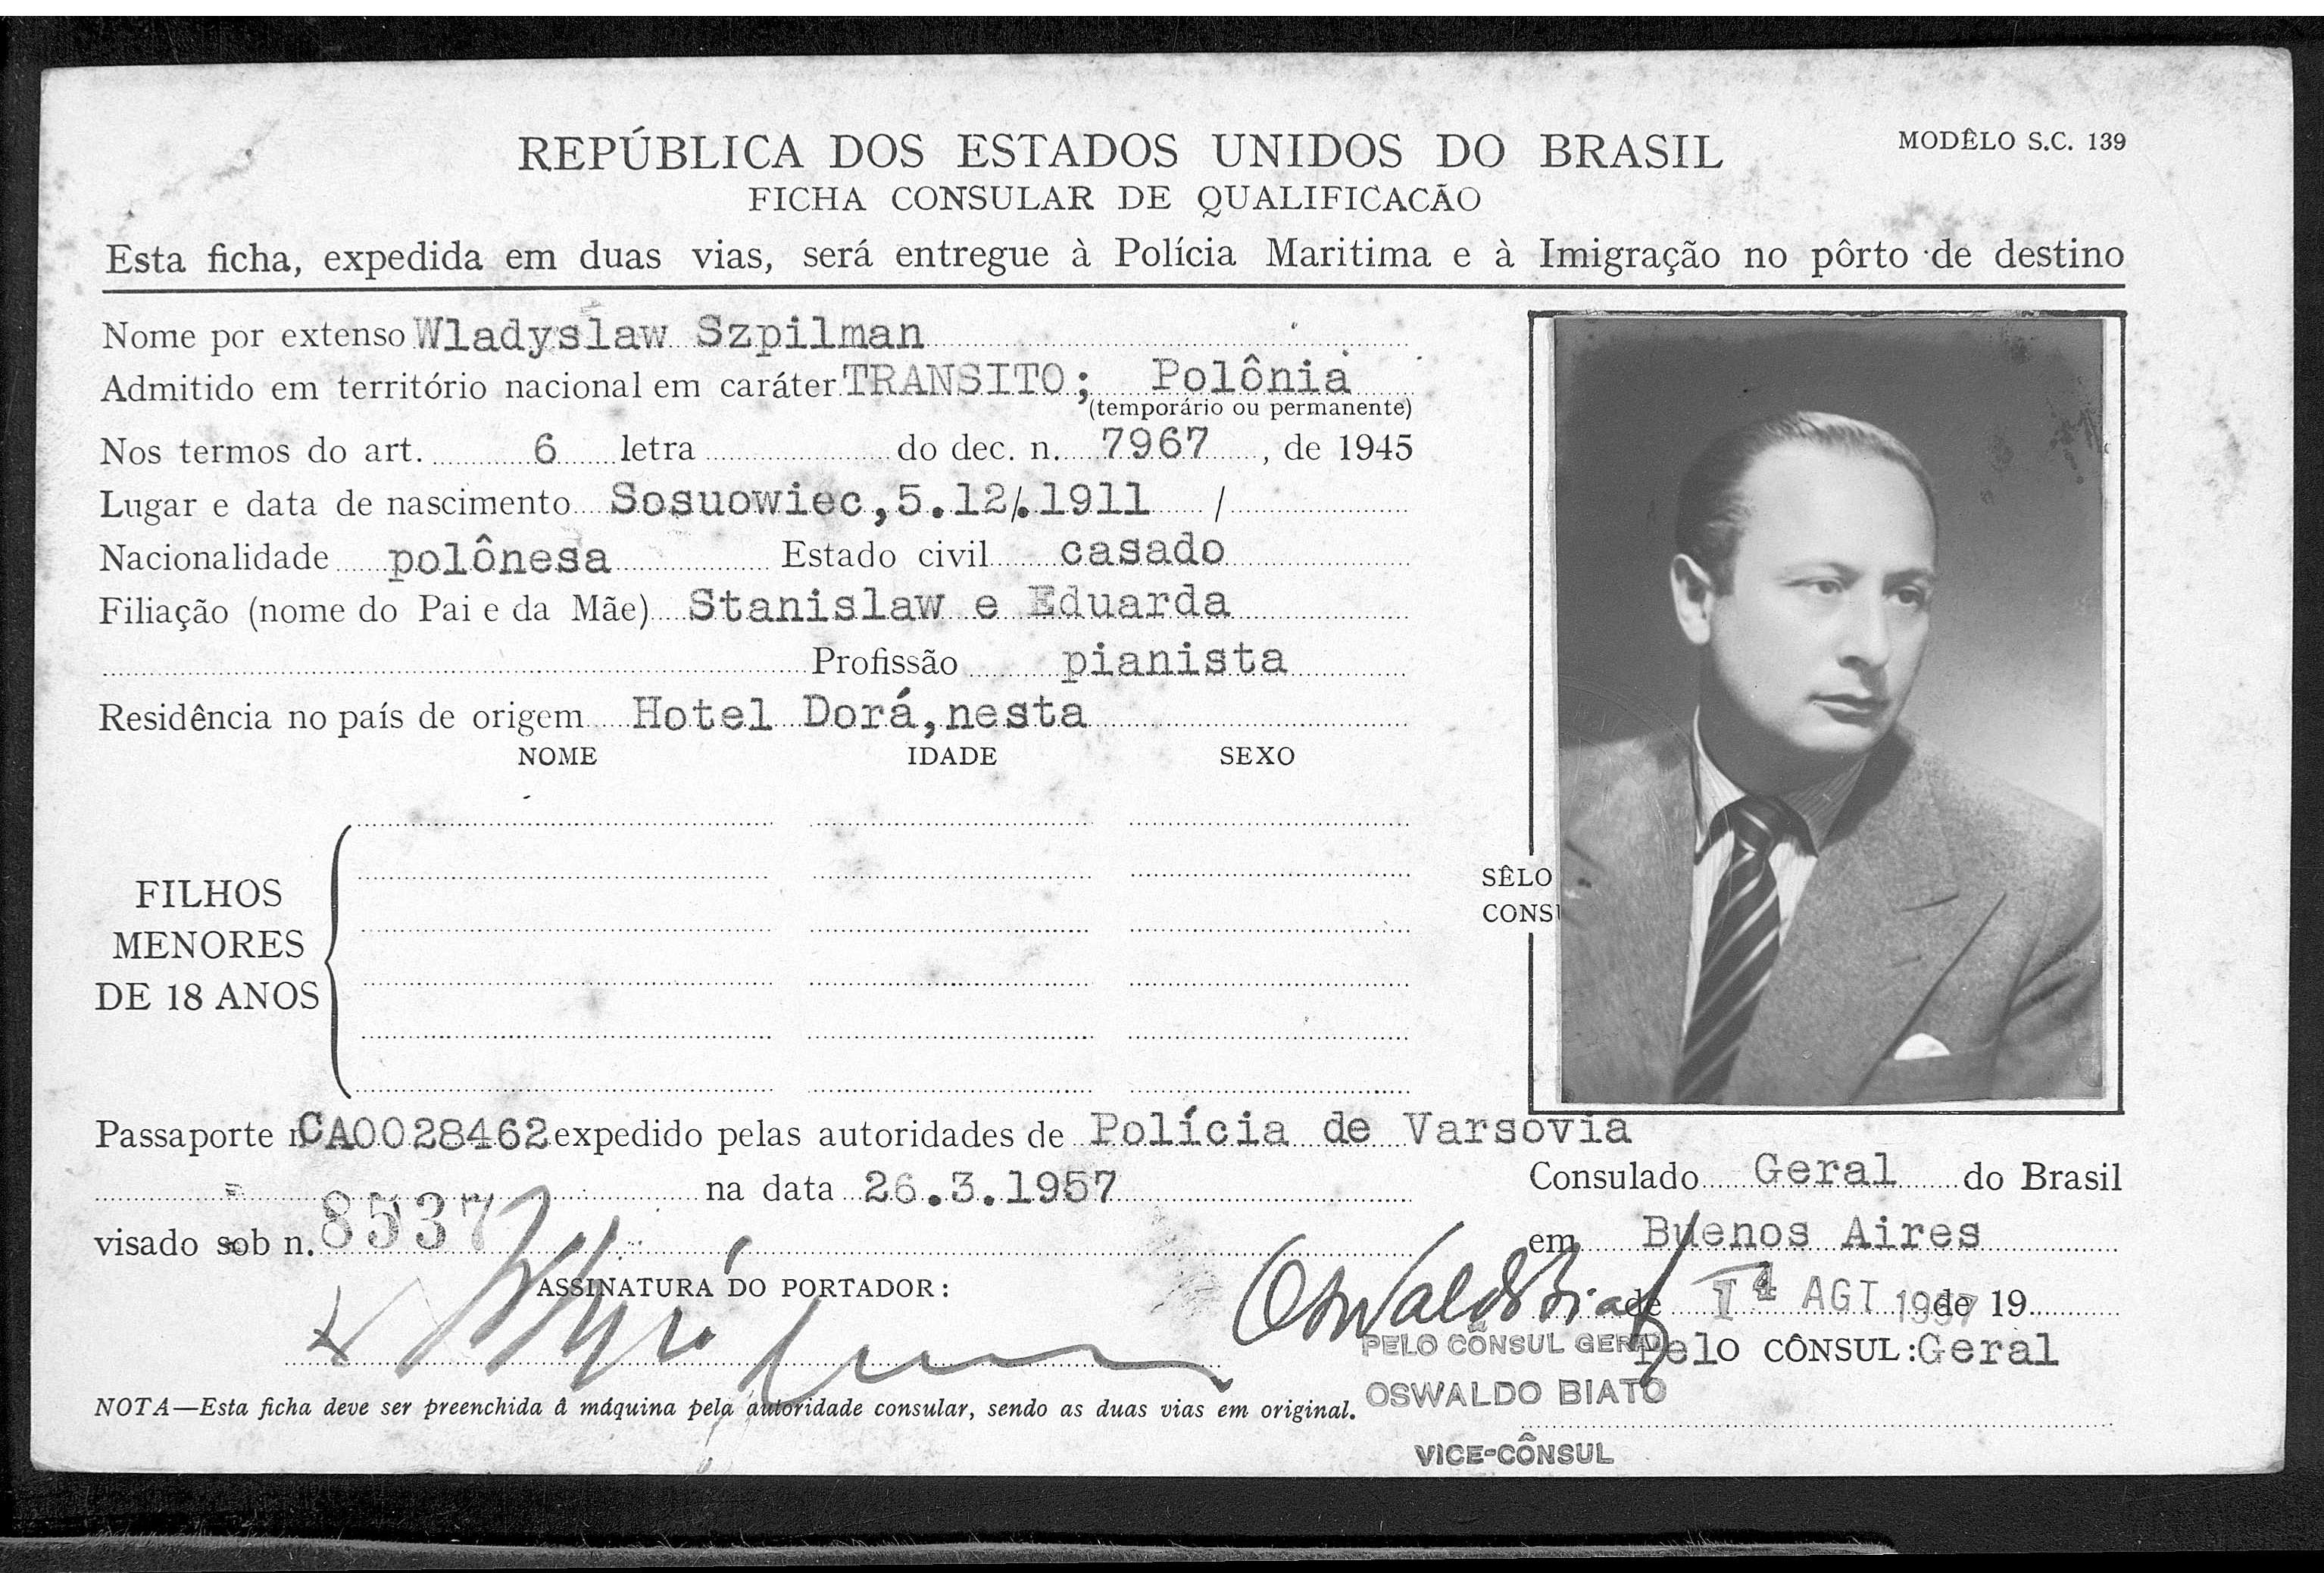 REPÚBLICA DOS ESTADOS UNIDOS DO BRASIL
MODÊLO S.C. 139
FICHA CONSULAR DE QUALIFICACÃO
Esta ficha, expedida em duas vias, será entregue à Polícia Maritima e à Imigração no pôrto de destino
Nome por extenso Wladyslaw Szpilman
Admitido em território nacional em caráter TRANSITO; Polônia
(temporário ou permanente)
Nos termos do art. 6 letra do dec. n. 7967 , de 1945
Lugar e data de nascimento Sosuowiec,5.12/.1911 /
Nacionalidade polônesa Estado civil casado
Filiação (nome do Pai e da Mãe) Stanislaw e Eduarda
Profissão pianista
Residência no país de origem Hotel Dorá,nesta
NOME IDADE SEXO
FILHOS
MENORES
DE 18 ANOS
SÊLO
CONSU
Passaporte n CA0028462 expedido pelas autoridades de Polícia de Varsovia
na data 26.3.1957
Consulado Geral do Brasil
visado sob n. 8537
em Buenos Aires
ASSINATURA DO PORTADOR:
Oswaldo Biato
de 14 AGT 1957 de 19
PELO CÔNSUL GERAL
Pelo CÔNSUL: Geral
OSWALDO BIATO
NOTA—Esta ficha deve ser preenchida â máquina pela autoridade consular, sendo as duas vias em original.
VICE-CÔNSUL